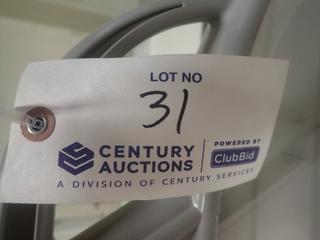 LOT NO
31
CENTURY
AUCTIONS
POWERED BY
ClubBid
A DIVISION OF CENTURY SERVICES